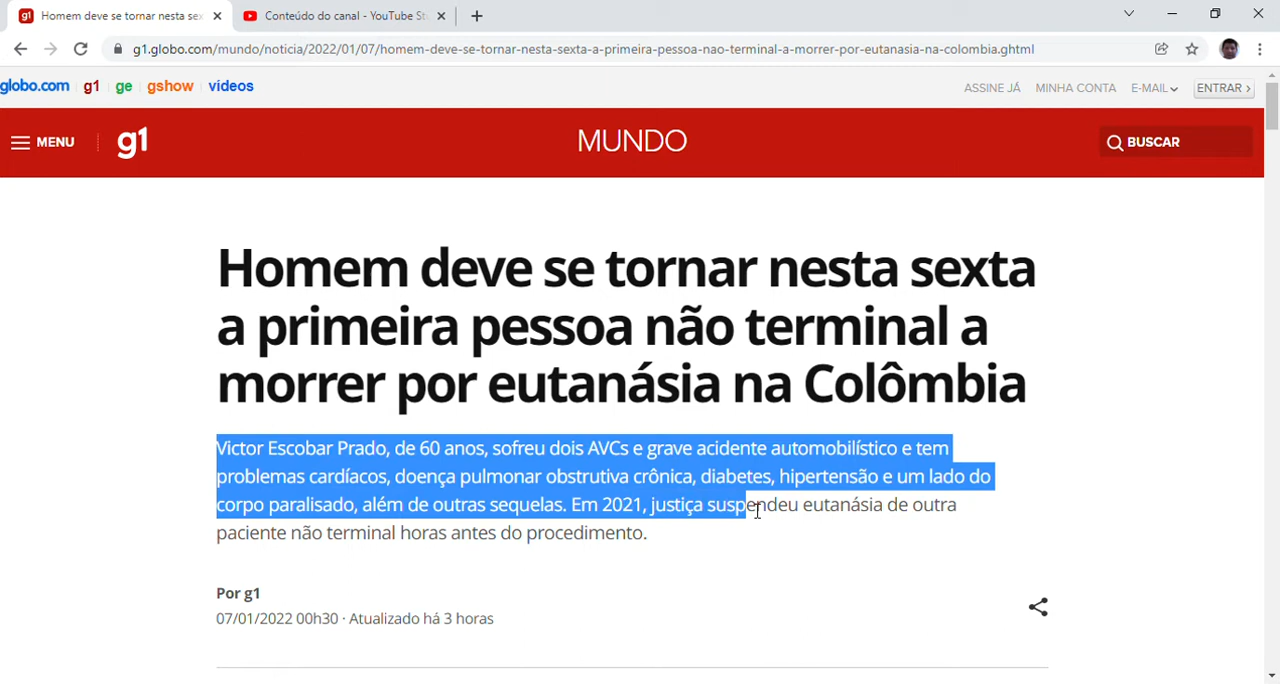 Homem deve se tornar nesta sex
Conteúdo do canal - YouTube St
g1.globo.com/mundo/noticia/2022/01/07/homem-deve-se-tornar-nesta-sexta-a-primeira-pessoa-nao-terminal-a-morrer-por-eutanasia-na-colombia.ghtml
globo.com g1 ge gshow vídeos ASSINE JÁ MINHA CONTA E-MAIL ENTRAR ›
MENU g1 MUNDO BUSCAR
Homem deve se tornar nesta sexta
a primeira pessoa não terminal a
morrer por eutanásia na Colômbia
Victor Escobar Prado, de 60 anos, sofreu dois AVCs e grave acidente automobilístico e tem
problemas cardíacos, doença pulmonar obstrutiva crônica, diabetes, hipertensão e um lado do
corpo paralisado, além de outras sequelas. Em 2021, justiça suspendeu eutanásia de outra
paciente não terminal horas antes do procedimento.
Por g1
07/01/2022 00h30 · Atualizado há 3 horas